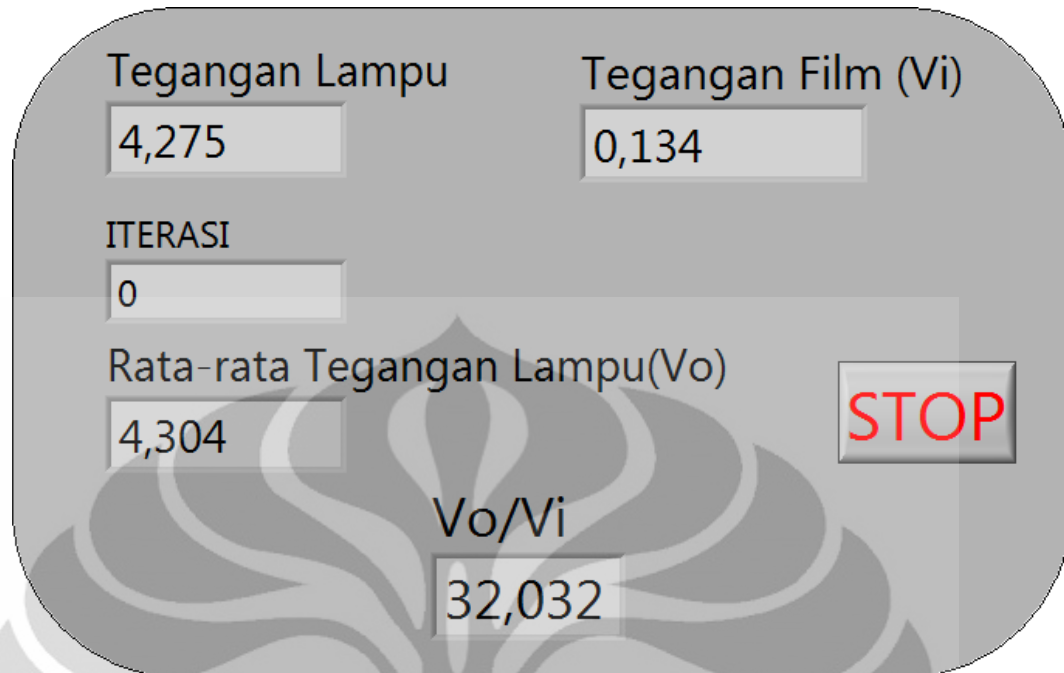 Tegangan Lampu
4,275
Tegangan Film (Vi)
0,134
ITERASI
0
Rata-rata Tegangan Lampu(Vo)
4,304
STOP
Vo/Vi
32,032